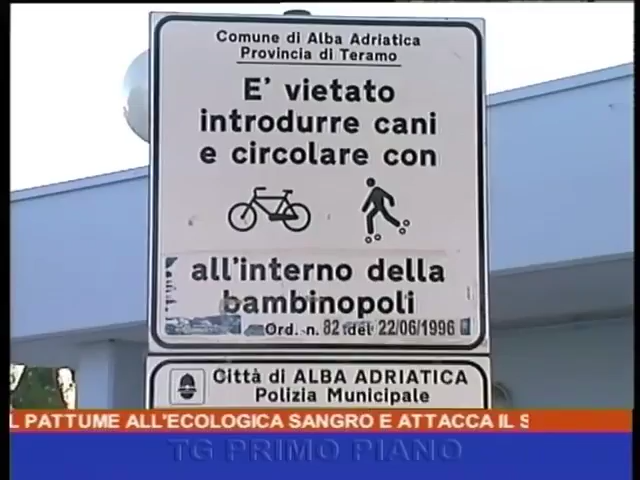 Comune di Alba Adriatica
Provincia di Teramo
E' vietato
introdurre cani
e circolare con
all'interno della
bambinopoli
Ord. n. 82 del 22/06/1996
Città di ALBA ADRIATICA
Polizia Municipale
L PATTUME ALL'ECOLOGICA SANGRO E ATTACCA IL S
TG PRIMO PIANO